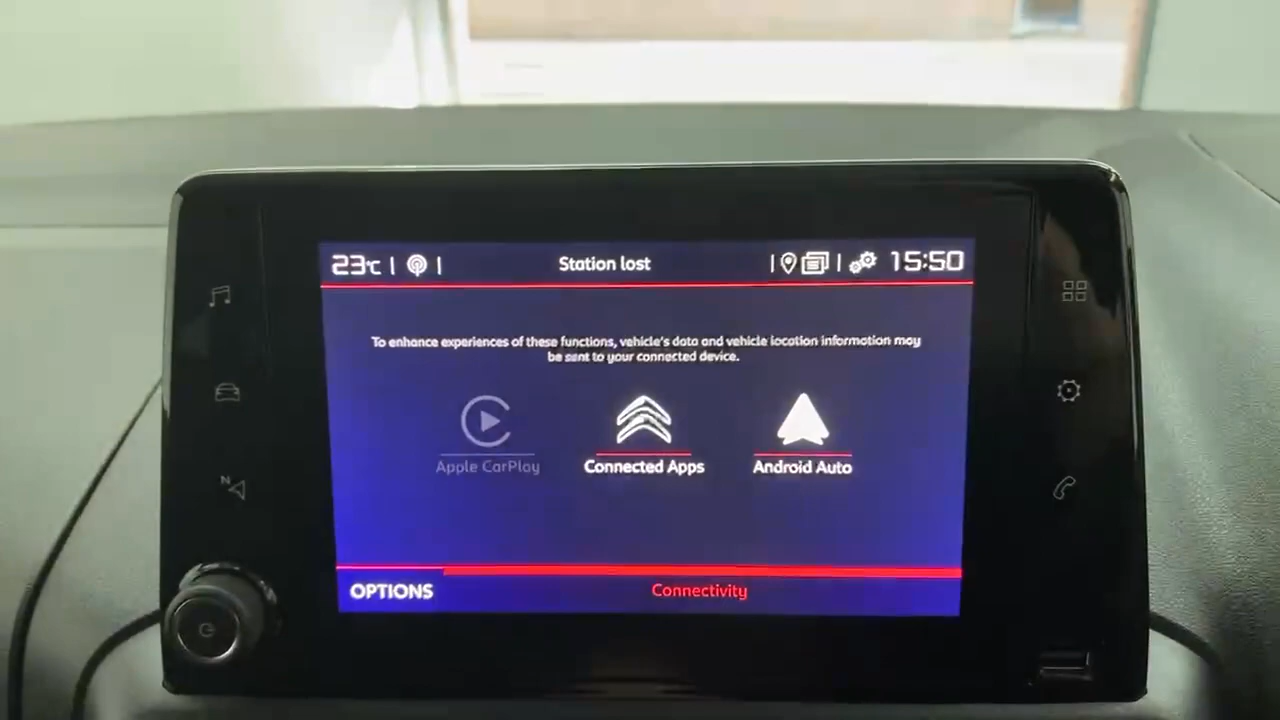 23°C
Station lost
15:50
To enhance experiences of these functions, vehicle's data and vehicle location information may
be sent to your connected device.
Apple CarPlay
Connected Apps
Android Auto
OPTIONS
Connectivity
N